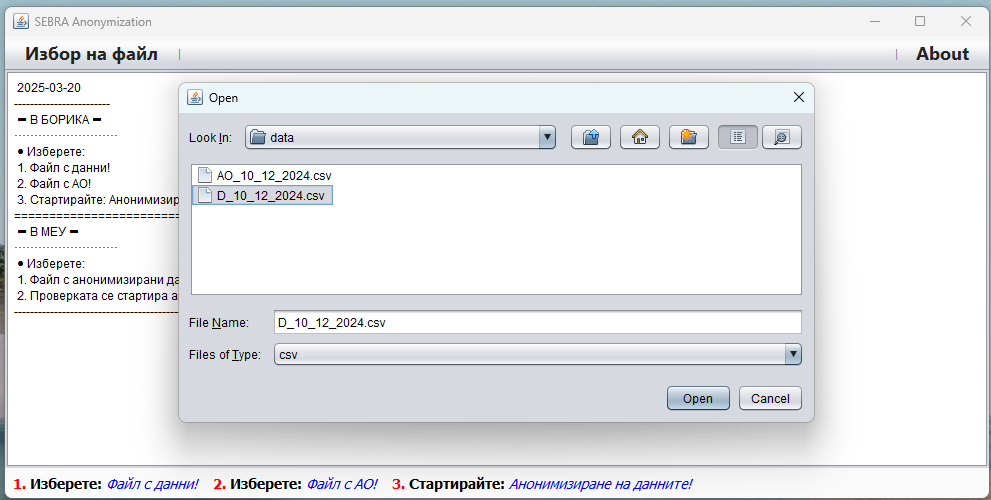 SEBRA Anonymization
Избор на файл | | About
2025-03-20
------------------------
━ В БОРИКА ━
--------------------------
• Изберете:
1. Файл с данни!
2. Файл с АО!
3. Стартирайте: Анонимизир
========================
━ В МЕУ ━
--------------------------
• Изберете:
1. Файл с анонимизирани да
2. Проверката се стартира а
------------------------------------------
Open
Look In: data
AO_10_12_2024.csv
D_10_12_2024.csv
File Name: D_10_12_2024.csv
Files of Type: csv
Open Cancel
1. Изберете: Файл с данни! 2. Изберете: Файл с АО! 3. Стартирайте: Анонимизиране на данните!